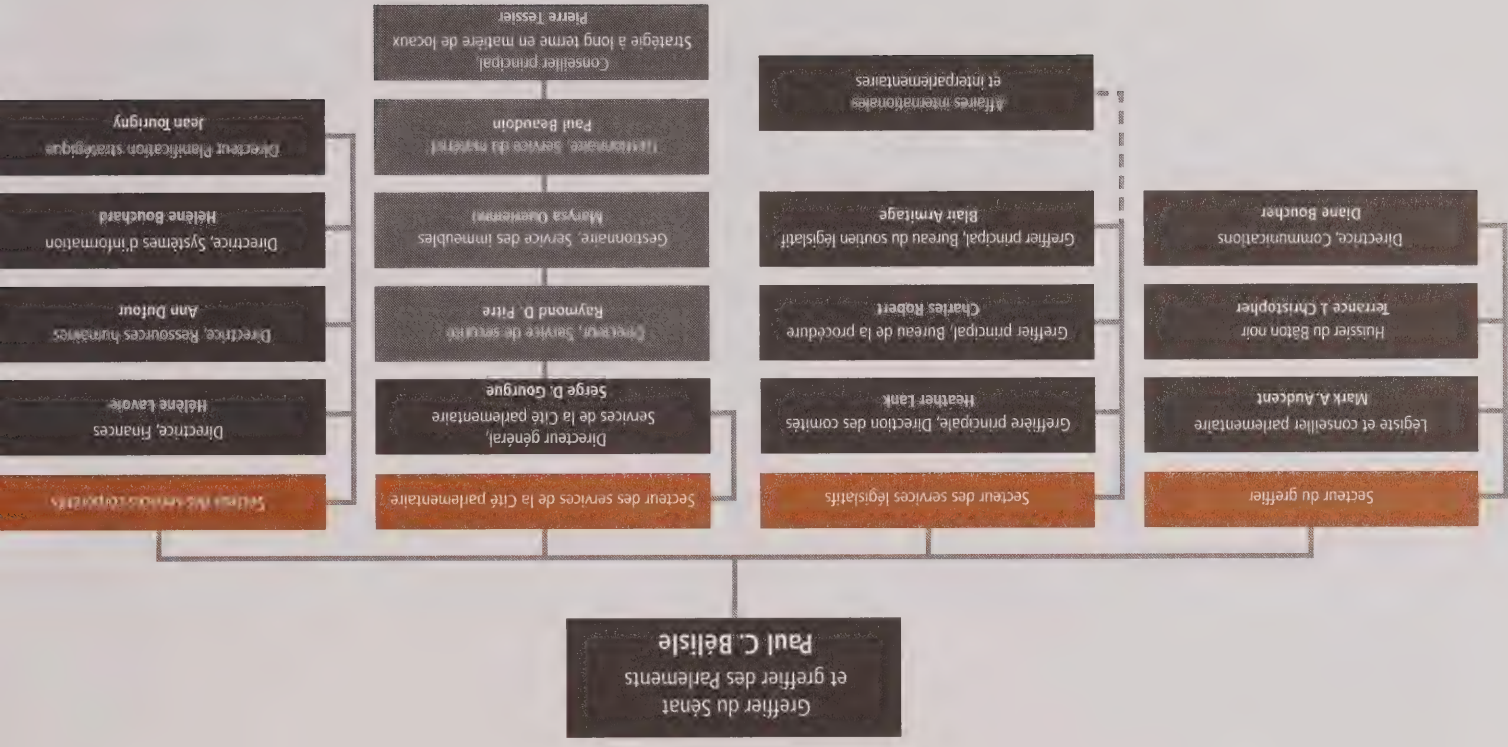 Greffier du Sénat
et greffier des Parlements
Paul C. Bélisle
Secteur du greffier
Légiste et conseiller parlementaire
Mark A. Audcent
Huissier du Bâton noir
Terrance J Christopher
Directrice, Communications
Diane Boucher
Secteur des services législatifs
Greffière principale, Direction des comités
Heather Lank
Greffier principal, Bureau de la procédure
Charles Robert
Greffier principal, Bureau du soutien législatif
Blair Armitage
Affaires internationales
et interparlementaires
Secteur des services de la Cité parlementaire
Directeur général,
Services de la Cité parlementaire
Serge D. Gourgue
Directeur, Service de sécurité
Raymond D. Pitre
Gestionnaire, Service des immeubles
Marysa
Gestionnaire, Service du matériel
Paul Beaudoin
Conseiller principal,
Stratégie à long terme en matière de locaux
Pierre Tessier
Secteur des services corporatifs
Directrice, Finances
Hélène Lavoie
Directrice, Ressources humaines
Ann Dufour
Directrice, Systèmes d'information
Hélène Bouchard
Directeur Planification stratégique
Jean Tourigny